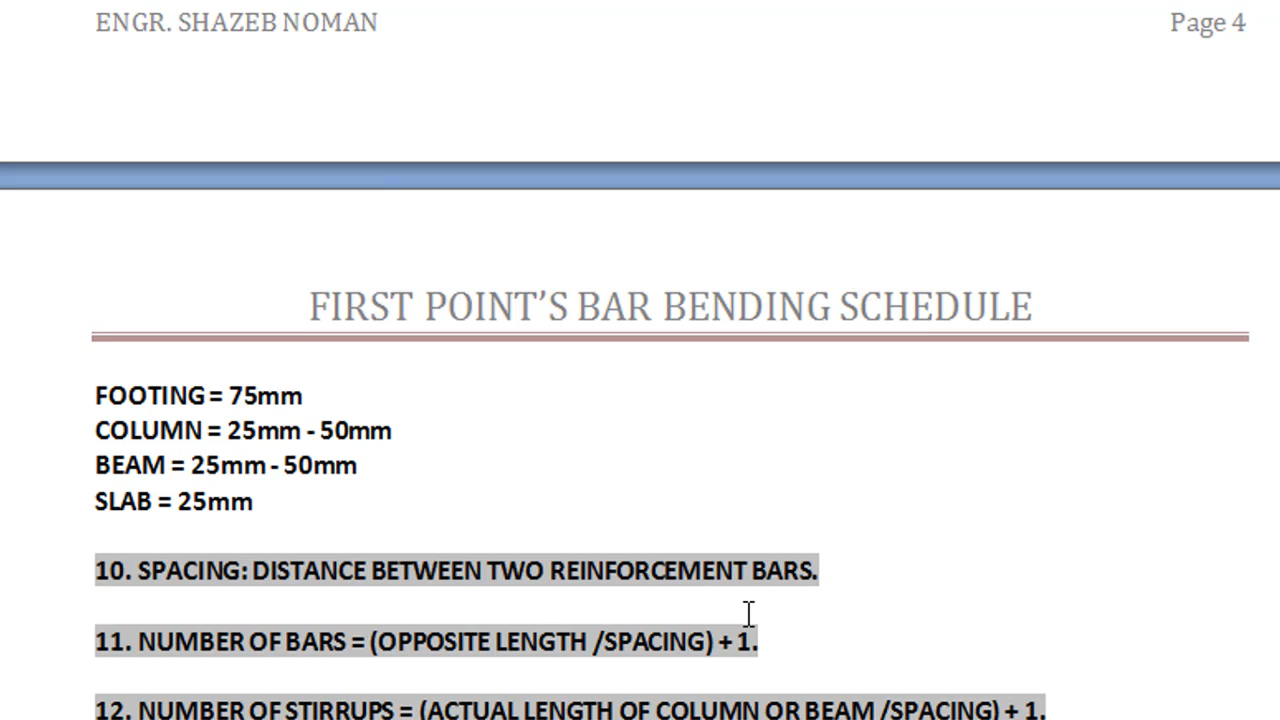 ENGR. SHAZEB NOMAN Page 4
FIRST POINT’S BAR BENDING SCHEDULE
FOOTING = 75mm
COLUMN = 25mm - 50mm
BEAM = 25mm - 50mm
SLAB = 25mm
10. SPACING: DISTANCE BETWEEN TWO REINFORCEMENT BARS.
11. NUMBER OF BARS = (OPPOSITE LENGTH /SPACING) + 1.
12. NUMBER OF STIRRUPS = (ACTUAL LENGTH OF COLUMN OR BEAM /SPACING) + 1.